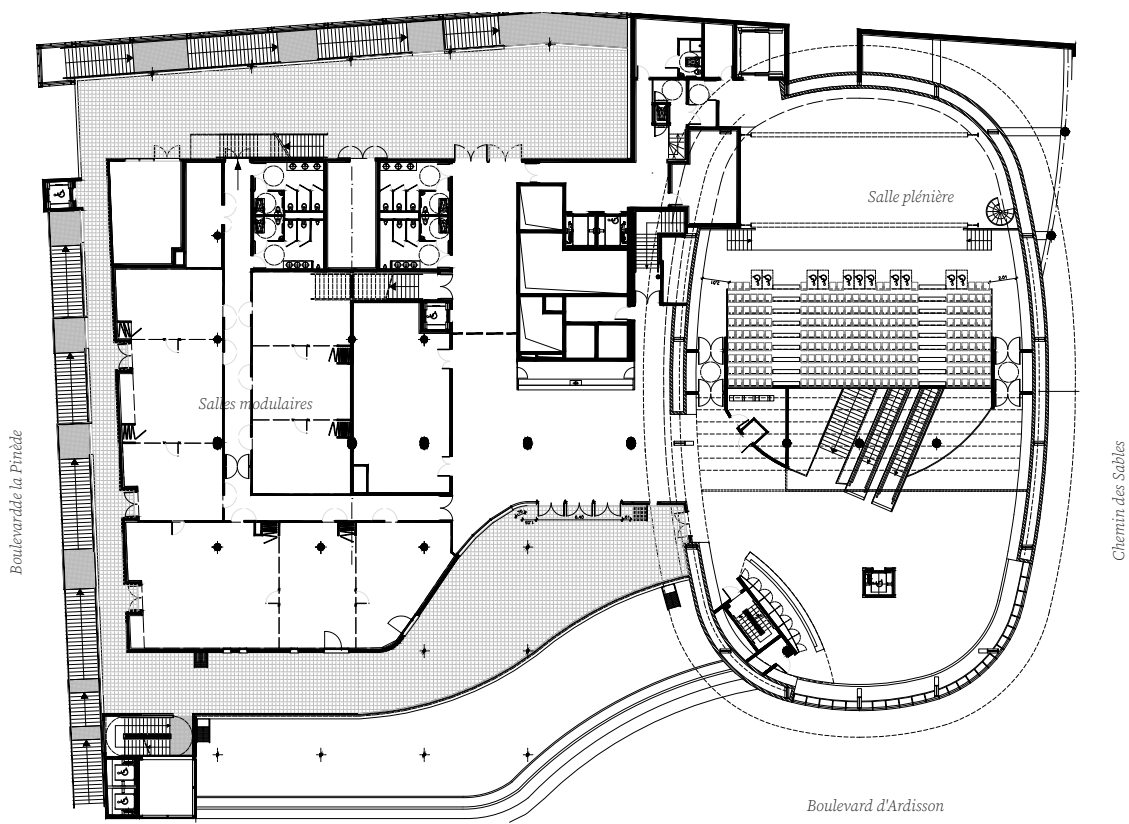 Salle plénière
Salles modulaires
Boulevardde la Pinède
Chemin des Sables
Boulevard d'Ardisson